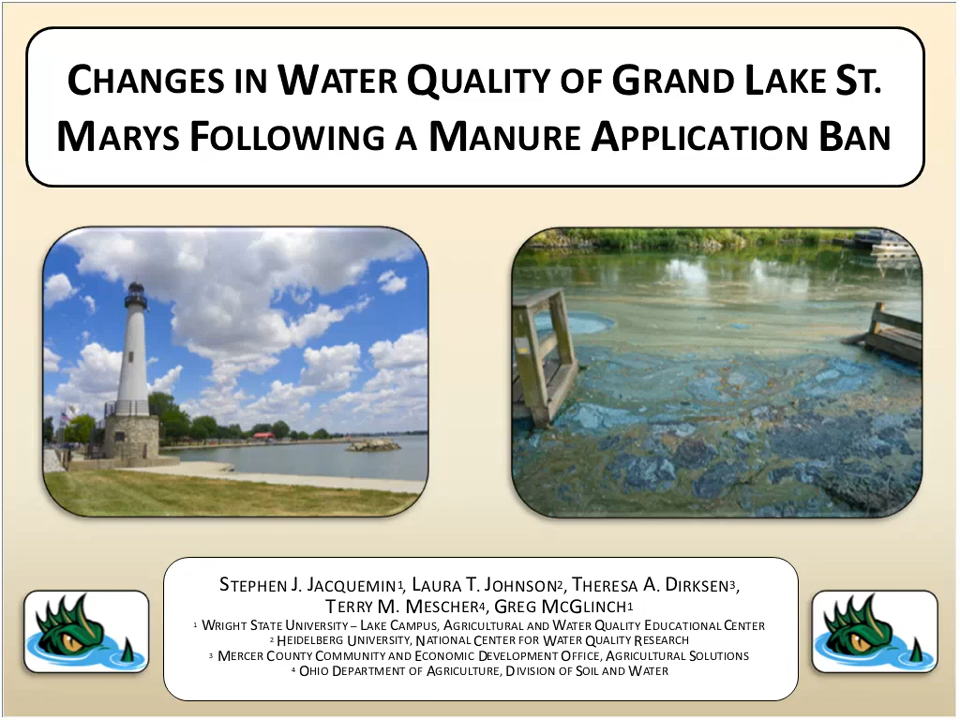 CHANGES IN WATER QUALITY OF GRAND LAKE ST.
MARYS FOLLOWING A MANURE APPLICATION BAN
STEPHEN J. JACQUEMIN1, LAURA T. JOHNSON2, THERESA A. DIRKSEN3,
TERRY M. MESCHER4, GREG MCGLINCH1
1 WRIGHT STATE UNIVERSITY – LAKE CAMPUS, AGRICULTURAL AND WATER QUALITY EDUCATIONAL CENTER
2 HEIDELBERG UNIVERSITY, NATIONAL CENTER FOR WATER QUALITY RESEARCH
3 MERCER COUNTY COMMUNITY AND ECONOMIC DEVELOPMENT OFFICE, AGRICULTURAL SOLUTIONS
4 OHIO DEPARTMENT OF AGRICULTURE, DIVISION OF SOIL AND WATER